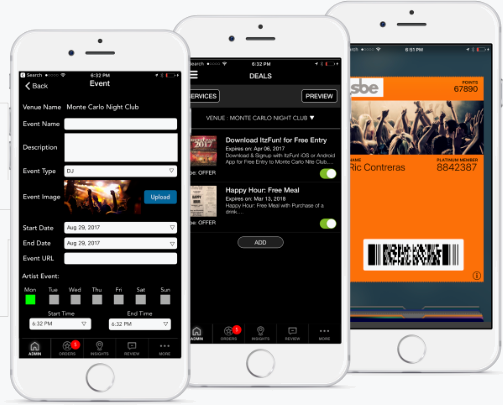 Search 6:32 PM
Back Event
Venue Name Monte Carlo Night Club
Event Name
Description
Event Type DJ
Event Image Upload
Start Date Aug 29, 2017
End Date Aug 29, 2017
Event URL
Artist Event:
Mon Tue Wed Thu Fri Sat Sun
Start Time End Time
6:32 PM 6:32 PM
ADMIN ORDERS 5 INSIGHTS REVIEW MORE
Search 6:32 PM
DEALS
ERVICES PREVIEW
VENUE - MONTE CARLO NIGHT CLUB
Download ItzFun! for Free Entry
Expires on: Apr 06, 2017
Download & Signup with ItzFun! iOS or Android
App for Free Entry to Monte Carlo Nite Club...
OFFER
Happy Hour: Free Meal
Expires on: Mar 13, 2018
Happy Hour: Free Meal with Purchase of a
drink....
OFFER
ADD
ADMIN ORDERS 5 INSIGHTS REVIEW MORE
6:51 PM
sbe
POINTS
67890
NAME PLATINUM MEMBER
Ric Contreras 8842387